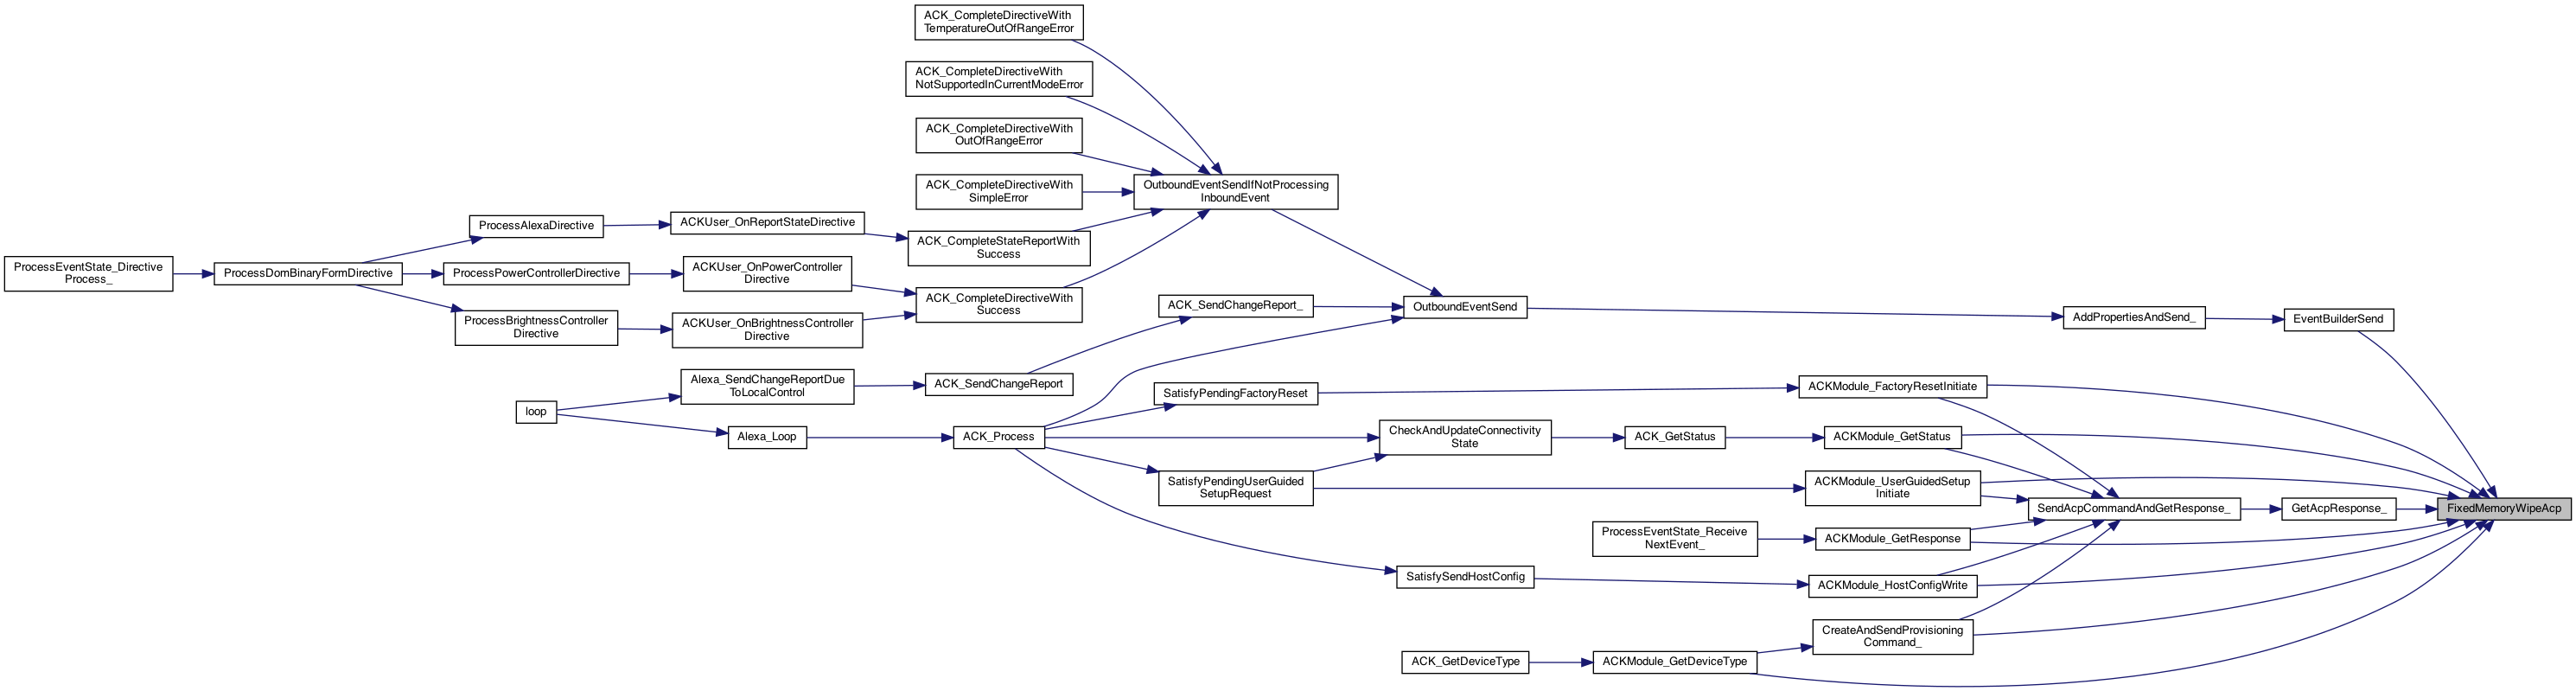 ACK_CompleteDirectiveWith
TemperatureOutOfRangeError
ACK_CompleteDirectiveWith
NotSupportedInCurrentModeError
ACK_CompleteDirectiveWith
OutOfRangeError
ACK_CompleteDirectiveWith
SimpleError
OutboundEventSendIfNotProcessing
InboundEvent
ProcessAlexaDirective
ACKUser_OnReportStateDirective
ACK_CompleteStateReportWith
Success
ProcessEventState_Directive
Process_
ProcessDomBinaryFormDirective
ProcessPowerControllerDirective
ACKUser_OnPowerController
Directive
ACK_CompleteDirectiveWith
Success
ProcessBrightnessController
Directive
ACKUser_OnBrightnessController
Directive
ACK_SendChangeReport_
OutboundEventSend
AddPropertiesAndSend_
EventBuilderSend
Alexa_SendChangeReportDue
ToLocalControl
ACK_SendChangeReport
SatisfyPendingFactoryReset
ACKModule_FactoryResetInitiate
loop
Alexa_Loop
ACK_Process
CheckAndUpdateConnectivity
State
ACK_GetStatus
ACKModule_GetStatus
SatisfyPendingUserGuided
SetupRequest
ACKModule_UserGuidedSetup
Initiate
SendAcpCommandAndGetResponse_
GetAcpResponse_
FixedMemoryWipeAcp
ProcessEventState_Receive
NextEvent_
ACKModule_GetResponse
SatisfySendHostConfig
ACKModule_HostConfigWrite
CreateAndSendProvisioning
Command_
ACK_GetDeviceType
ACKModule_GetDeviceType